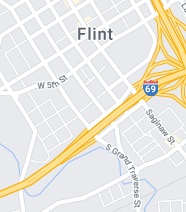 Flint
W 5th St
69
Saginaw St
S Grand Traverse St